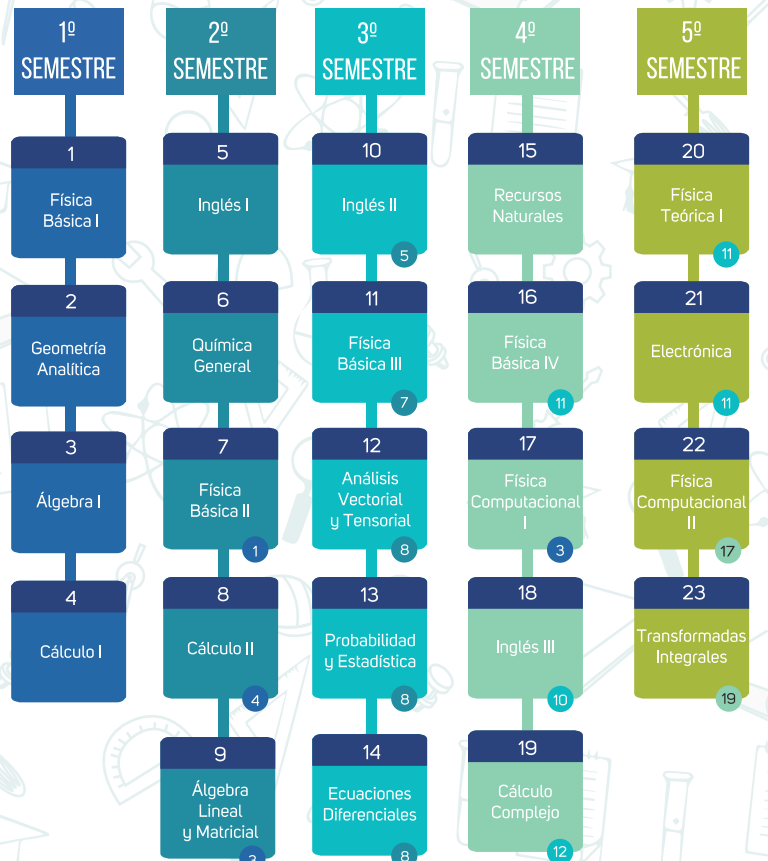 1º
SEMESTRE
1
Física
Básica I
2
Geometría
Analítica
3
Álgebra I
4
Cálculo I
2º
SEMESTRE
5
Inglés I
6
Química
General
7
Física
Básica II
1
8
Cálculo II
4
9
Álgebra
Lineal
y Matricial
3
3º
SEMESTRE
10
Inglés II
5
11
Física
Básica III
7
12
Análisis
Vectorial
y Tensorial
8
13
Probabilidad
y Estadística
8
14
Ecuaciones
Diferenciales
8
4º
SEMESTRE
15
Recursos
Naturales
16
Física
Básica IV
11
17
Física
Computacional
I
3
18
Inglés III
10
19
Cálculo
Complejo
12
5º
SEMESTRE
20
Física
Teórica I
11
21
Electrónica
11
22
Física
Computacional
II
17
23
Transformadas
Integrales
19